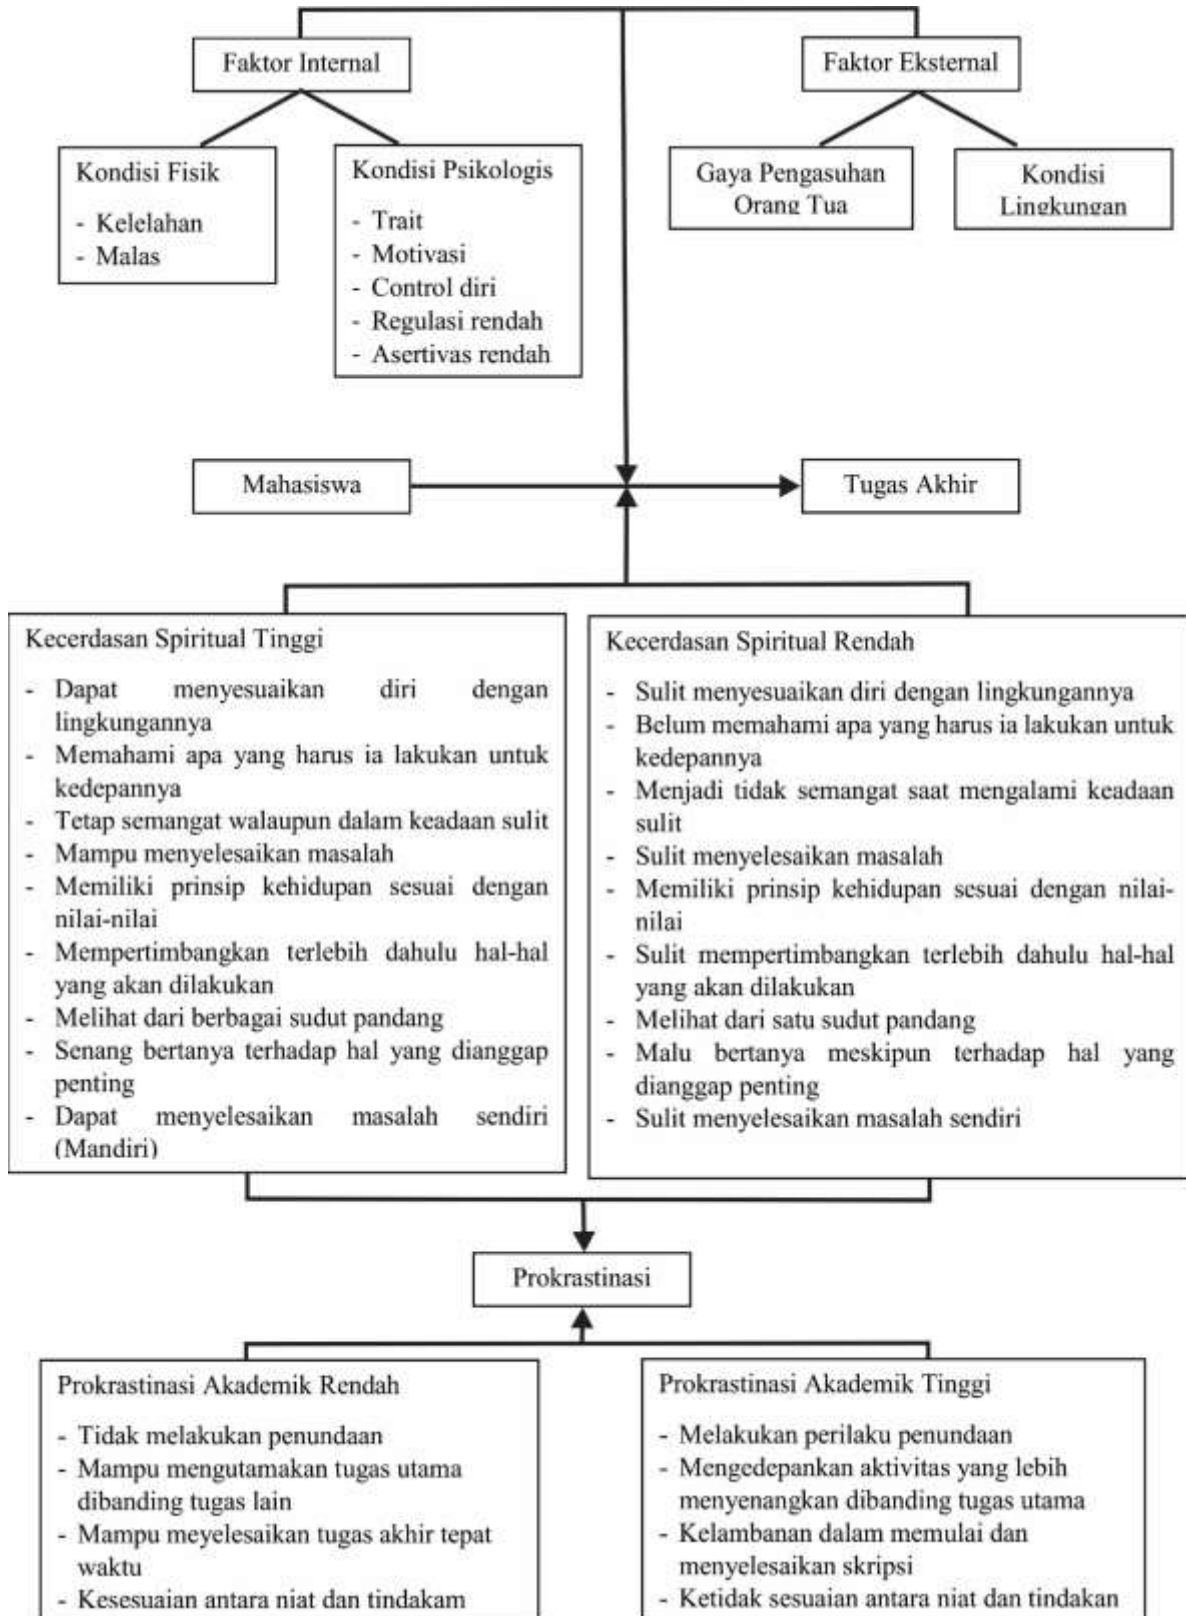 Faktor Internal
Faktor Eksternal
Kondisi Fisik
- Kelelahan
- Malas
Kondisi Psikologis
- Trait
- Motivasi
- Control diri
- Regulasi rendah
- Asertivas rendah
Gaya Pengasuhan
Orang Tua
Kondisi
Lingkungan
Mahasiswa
Tugas Akhir
Kecerdasan Spiritual Tinggi
- Dapat menyesuaikan diri dengan
lingkungannya
- Memahami apa yang harus ia lakukan untuk
kedepannya
- Tetap semangat walaupun dalam keadaan sulit
- Mampu menyelesaikan masalah
- Memiliki prinsip kehidupan sesuai dengan
nilai-nilai
- Mempertimbangkan terlebih dahulu hal-hal
yang akan dilakukan
- Melihat dari berbagai sudut pandang
- Senang bertanya terhadap hal yang dianggap
penting
- Dapat menyelesaikan masalah sendiri
(Mandiri)
Kecerdasan Spiritual Rendah
- Sulit menyesuaikan diri dengan lingkungannya
- Belum memahami apa yang harus ia lakukan untuk
kedepannya
- Menjadi tidak semangat saat mengalami keadaan
sulit
- Sulit menyelesaikan masalah
- Memiliki prinsip kehidupan sesuai dengan nilai-
nilai
- Sulit mempertimbangkan terlebih dahulu hal-hal
yang akan dilakukan
- Melihat dari satu sudut pandang
- Malu bertanya meskipun terhadap hal yang
dianggap penting
- Sulit menyelesaikan masalah sendiri
Prokrastinasi
Prokrastinasi Akademik Rendah
- Tidak melakukan penundaan
- Mampu mengutamakan tugas utama
dibanding tugas lain
- Mampu meyelesaikan tugas akhir tepat
waktu
- Kesesuaian antara niat dan tindakam
Prokrastinasi Akademik Tinggi
- Melakukan perilaku penundaan
- Mengedepankan aktivitas yang lebih
menyenangkan dibanding tugas utama
- Kelambanan dalam memulai dan
menyelesaikan skripsi
- Ketidak sesuaian antara niat dan tindakan